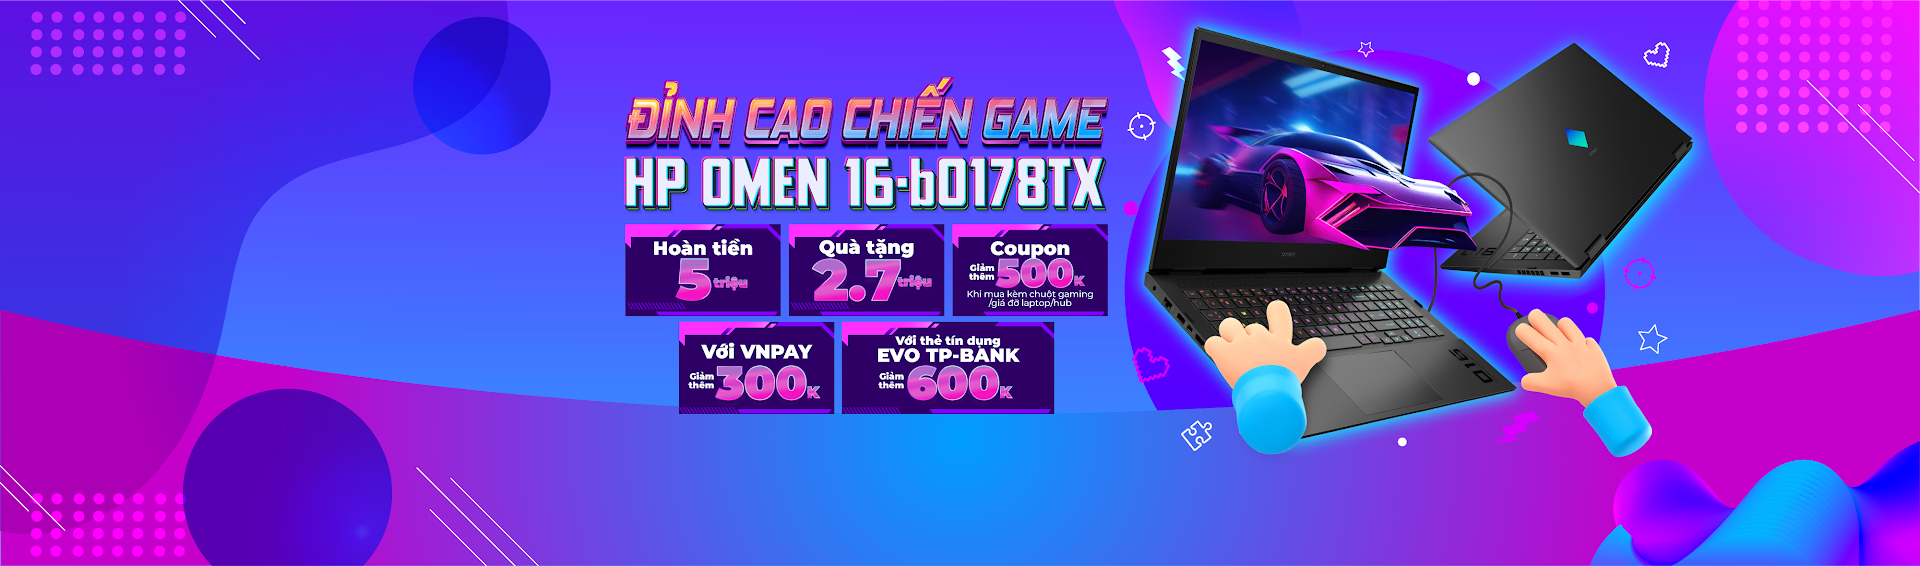 ĐỈNH CAO CHIẾN GAME
HP OMEN 16-b0178TX
Hoàn tiền
5 triệu
Quà tặng
2.7 triệu
Coupon
Giảm thêm 500K
Khi mua kèm chuột gaming
/giá đỡ laptop/hub
Với VNPAY
Giảm thêm 300K
Với thẻ tín dụng
EVO TP-BANK
Giảm thêm 600K